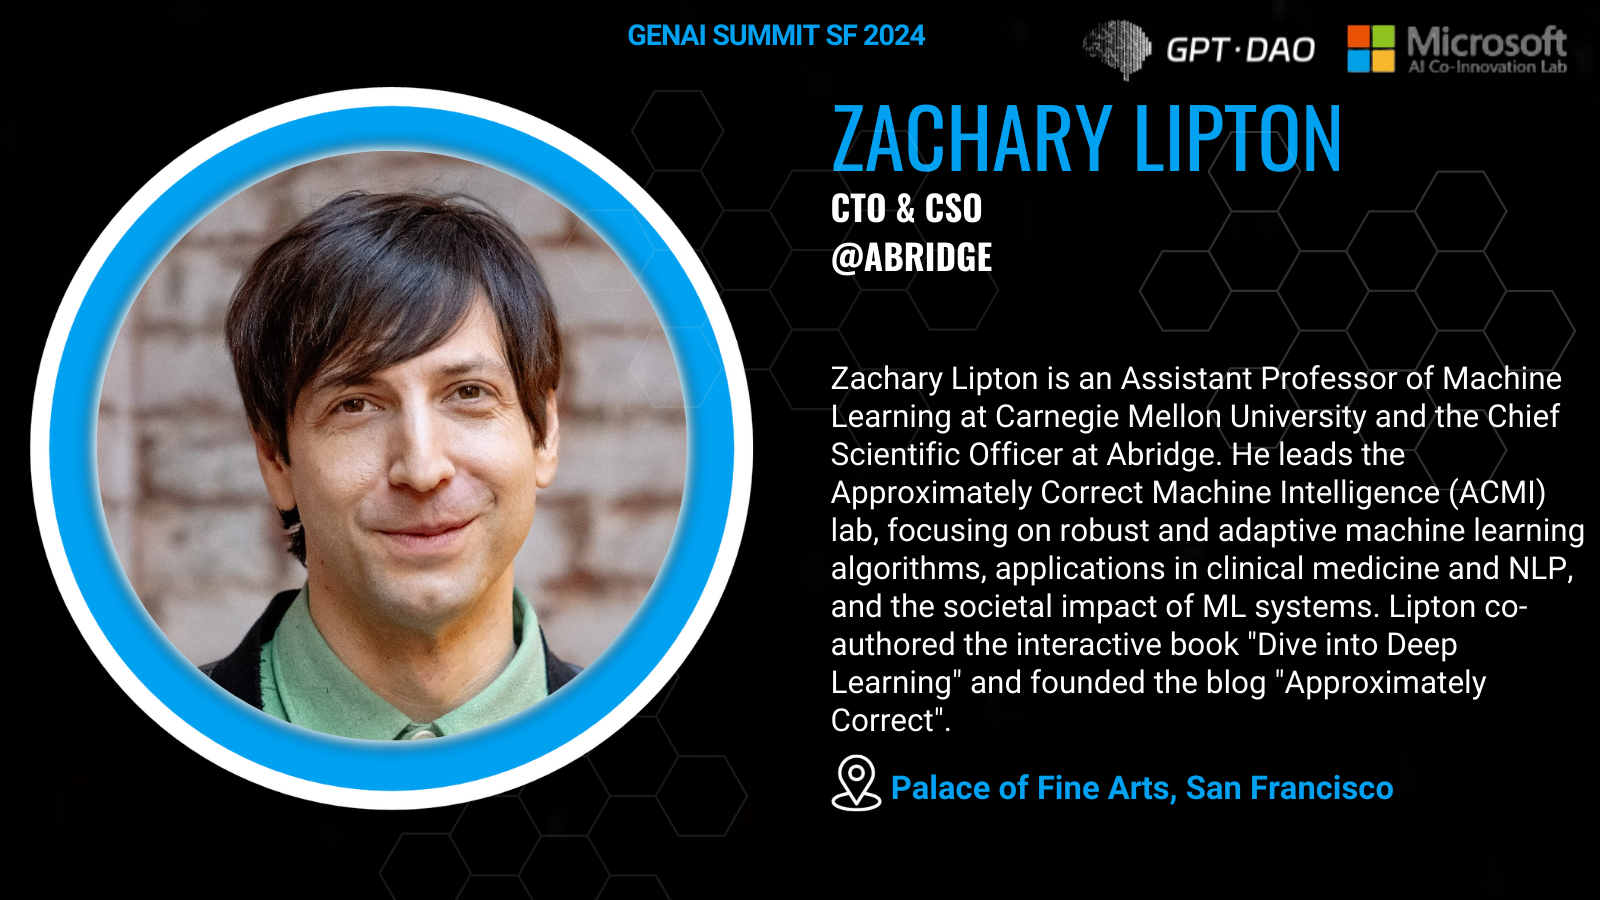 GENAI SUMMIT SF 2024
GPT·DAO
Microsoft
AI Co-Innovation Lab
ZACHARY LIPTON
CTO & CSO
@ABRIDGE
Zachary Lipton is an Assistant Professor of Machine
Learning at Carnegie Mellon University and the Chief
Scientific Officer at Abridge. He leads the
Approximately Correct Machine Intelligence (ACMI)
lab, focusing on robust and adaptive machine learning
algorithms, applications in clinical medicine and NLP,
and the societal impact of ML systems. Lipton co-
authored the interactive book "Dive into Deep
Learning" and founded the blog "Approximately
Correct".
Palace of Fine Arts, San Francisco